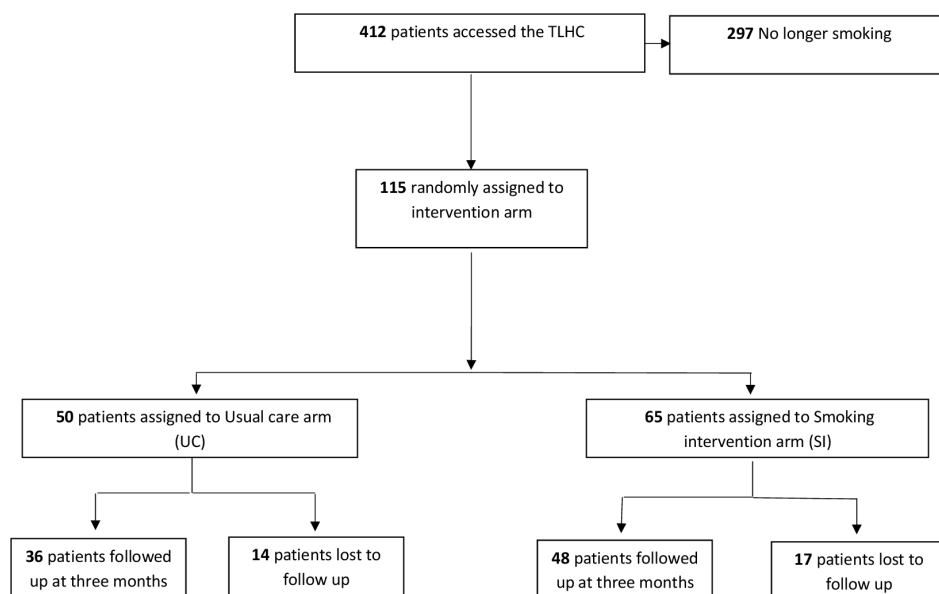 412 patients accessed the TLHC
297 No longer smoking
115 randomly assigned to
intervention arm
50 patients assigned to Usual care arm
(UC)
65 patients assigned to Smoking
intervention arm (SI)
36 patients followed
up at three months
14 patients lost to
follow up
48 patients followed
up at three months
17 patients lost to
follow up